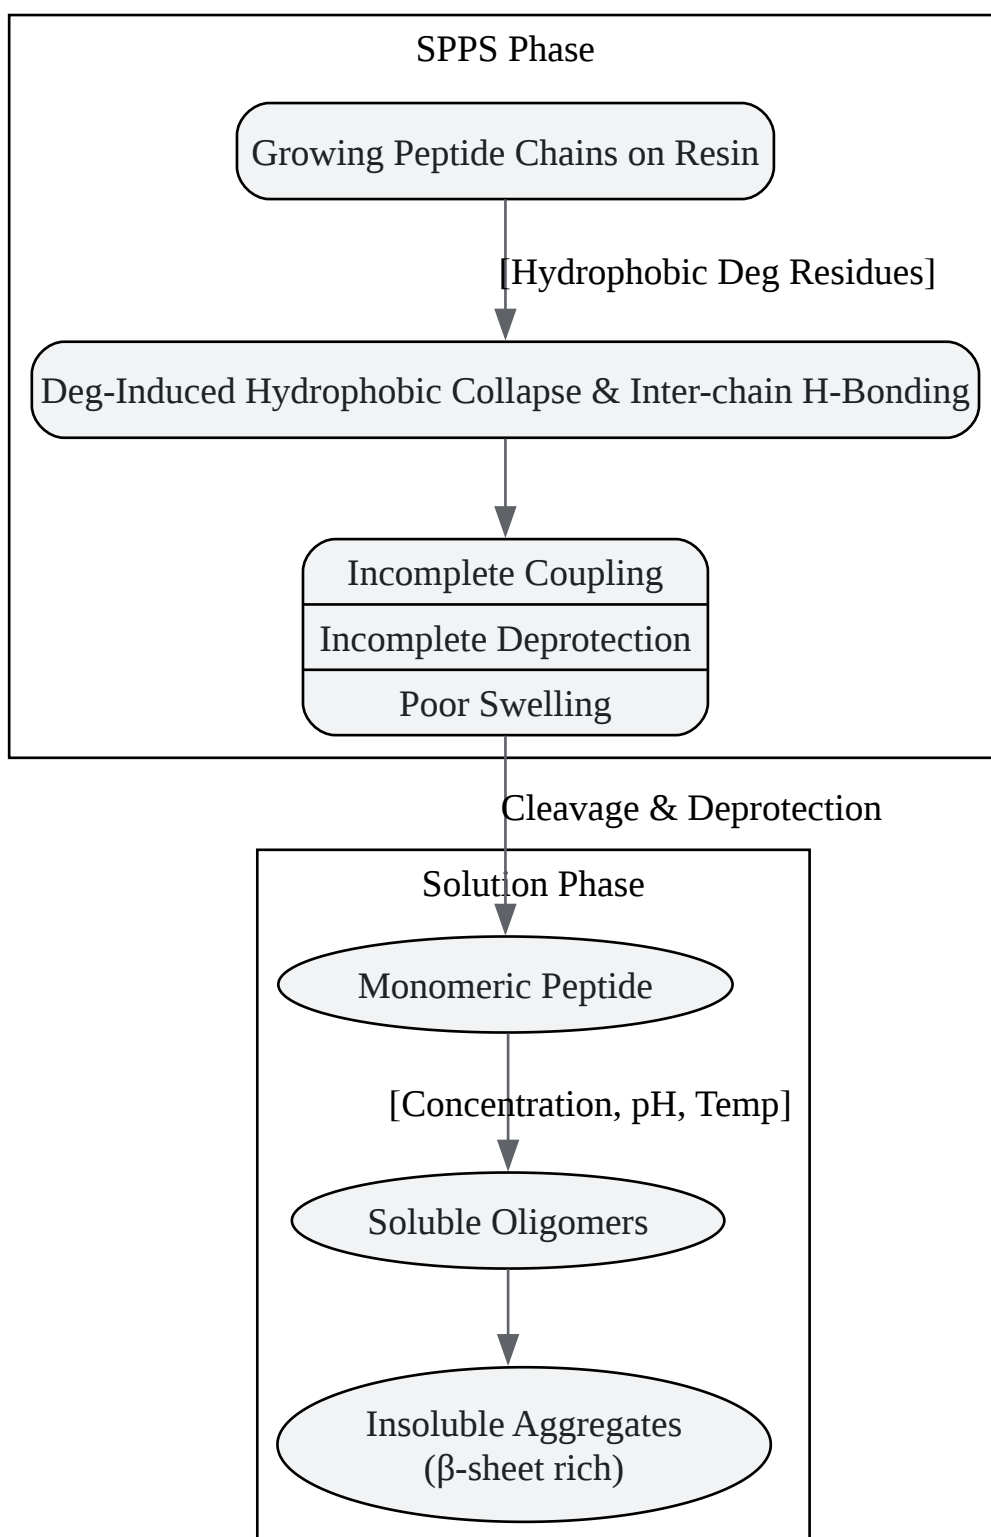 SPPS Phase
Growing Peptide Chains on Resin
[Hydrophobic Deg Residues]
Deg-Induced Hydrophobic Collapse & Inter-chain H-Bonding
Incomplete Coupling
Incomplete Deprotection
Poor Swelling
Cleavage & Deprotection
Solution Phase
Monomeric Peptide
[Concentration, pH, Temp]
Soluble Oligomers
Insoluble Aggregates
(β-sheet rich)